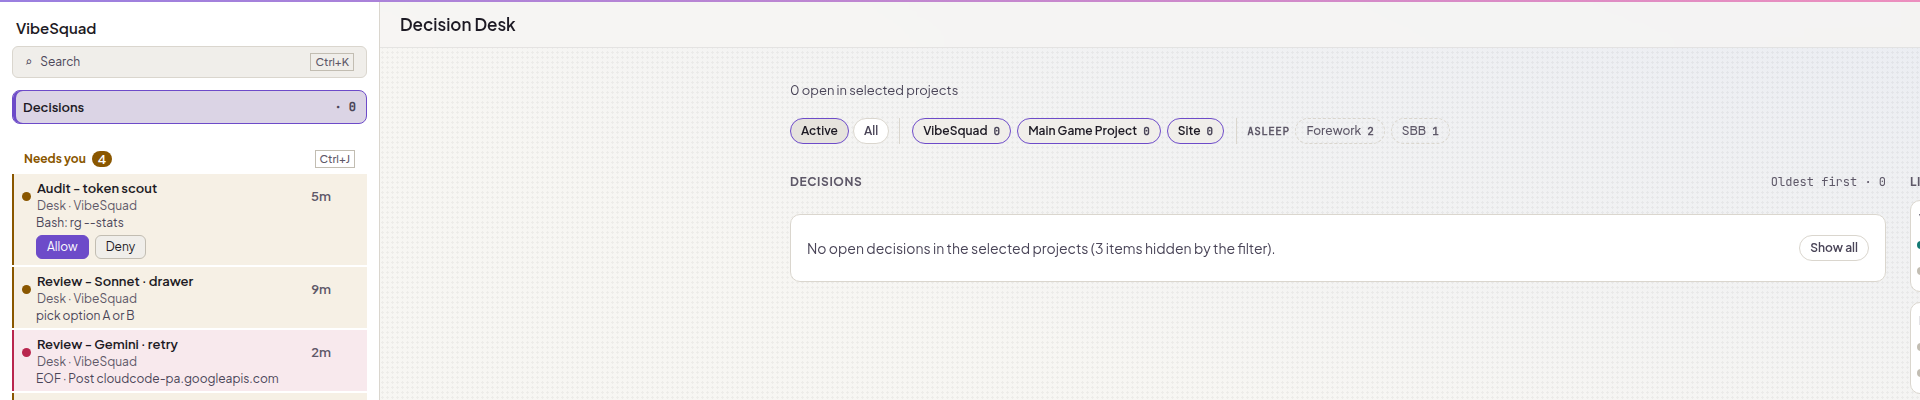 VibeSquad
Search Ctrl+K
Decisions · 0
Needs you 4 Ctrl+J
Audit – token scout 5m
Desk · VibeSquad
Bash: rg --stats
Allow Deny
Review – Sonnet · drawer 9m
Desk · VibeSquad
pick option A or B
Review – Gemini · retry 2m
Desk · VibeSquad
EOF · Post cloudcode-pa.googleapis.com
Decision Desk
0 open in selected projects
Active All VibeSquad 0 Main Game Project 0 Site 0 ASLEEP Forework 2 SBB 1
DECISIONS Oldest first · 0
No open decisions in the selected projects (3 items hidden by the filter). Show all